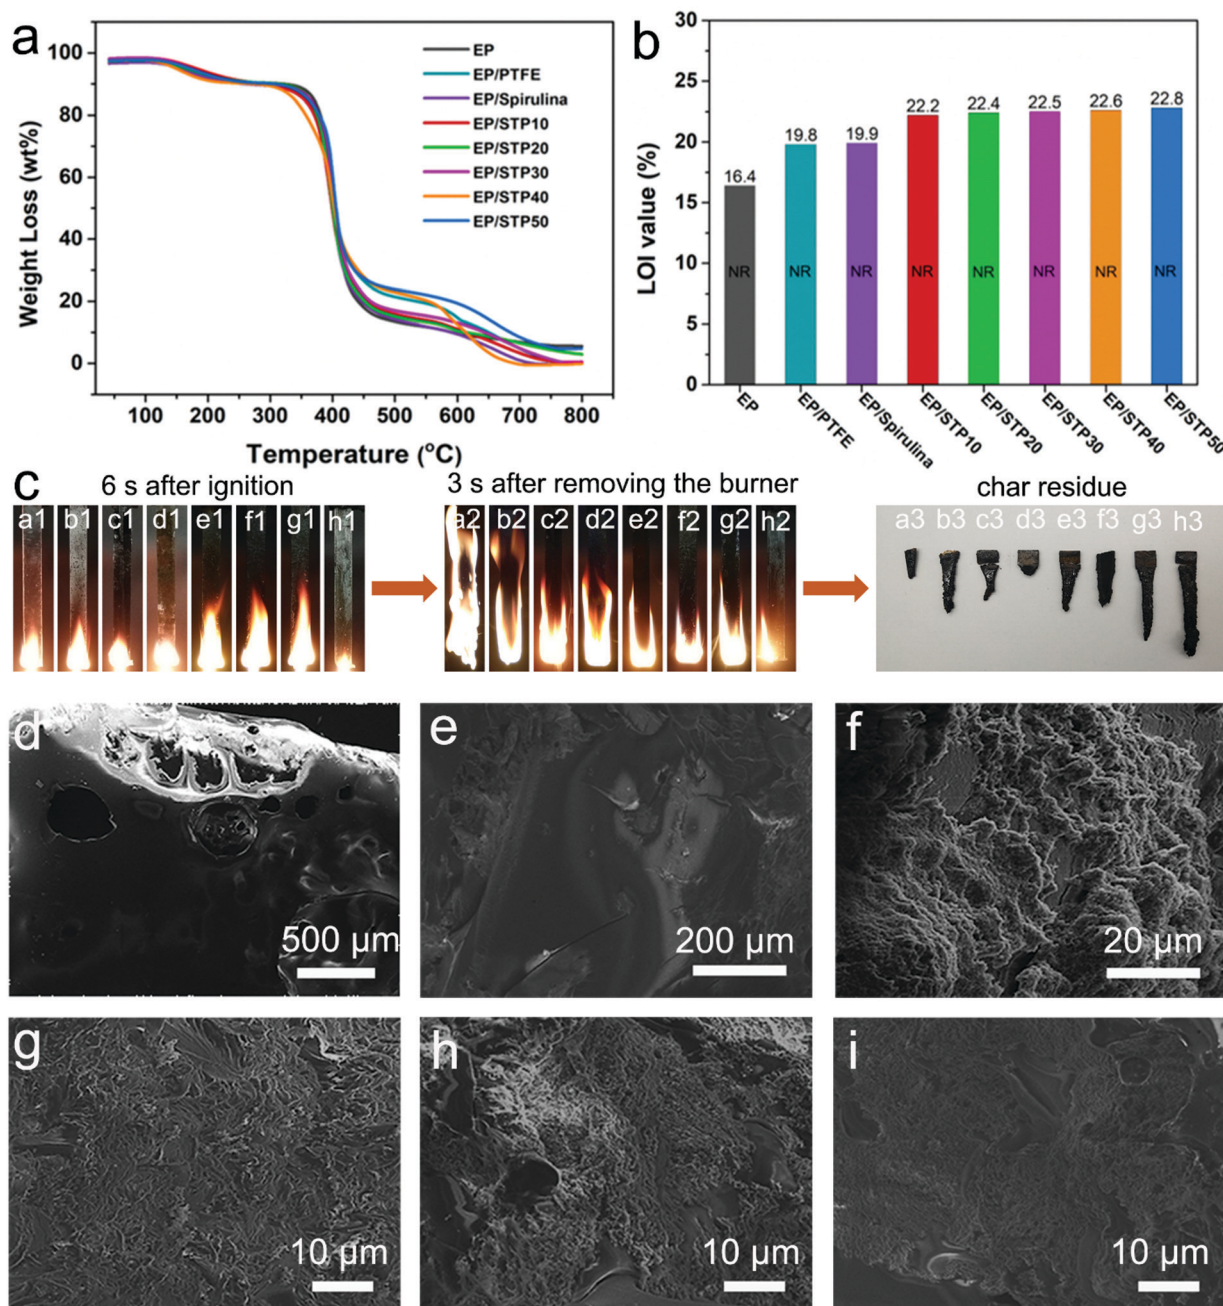 a
100
80
60
40
20
0
Weight Loss (wt%)
EP
EP/PTFE
EP/Spirulina
EP/STP10
EP/STP20
EP/STP30
EP/STP40
EP/STP50
100 200 300 400 500 600 700 800
Temperature (°C)
b
30
25
20
15
10
5
0
LOI value (%)
16.4 19.8 19.9 22.2 22.4 22.5 22.6 22.8
NR NR NR NR NR NR NR NR
EP EP/PTFE EP/Spirulina EP/STP10 EP/STP20 EP/STP30 EP/STP40 EP/STP50
c
6 s after ignition
a1 b1 c1 d1 e1 f1 g1 h1
3 s after removing the burner
a2 b2 c2 d2 e2 f2 g2 h2
char residue
a3 b3 c3 d3 e3 f3 g3 h3
d
500 μm
e
200 μm
f
20 μm
g
10 μm
h
10 μm
i
10 μm